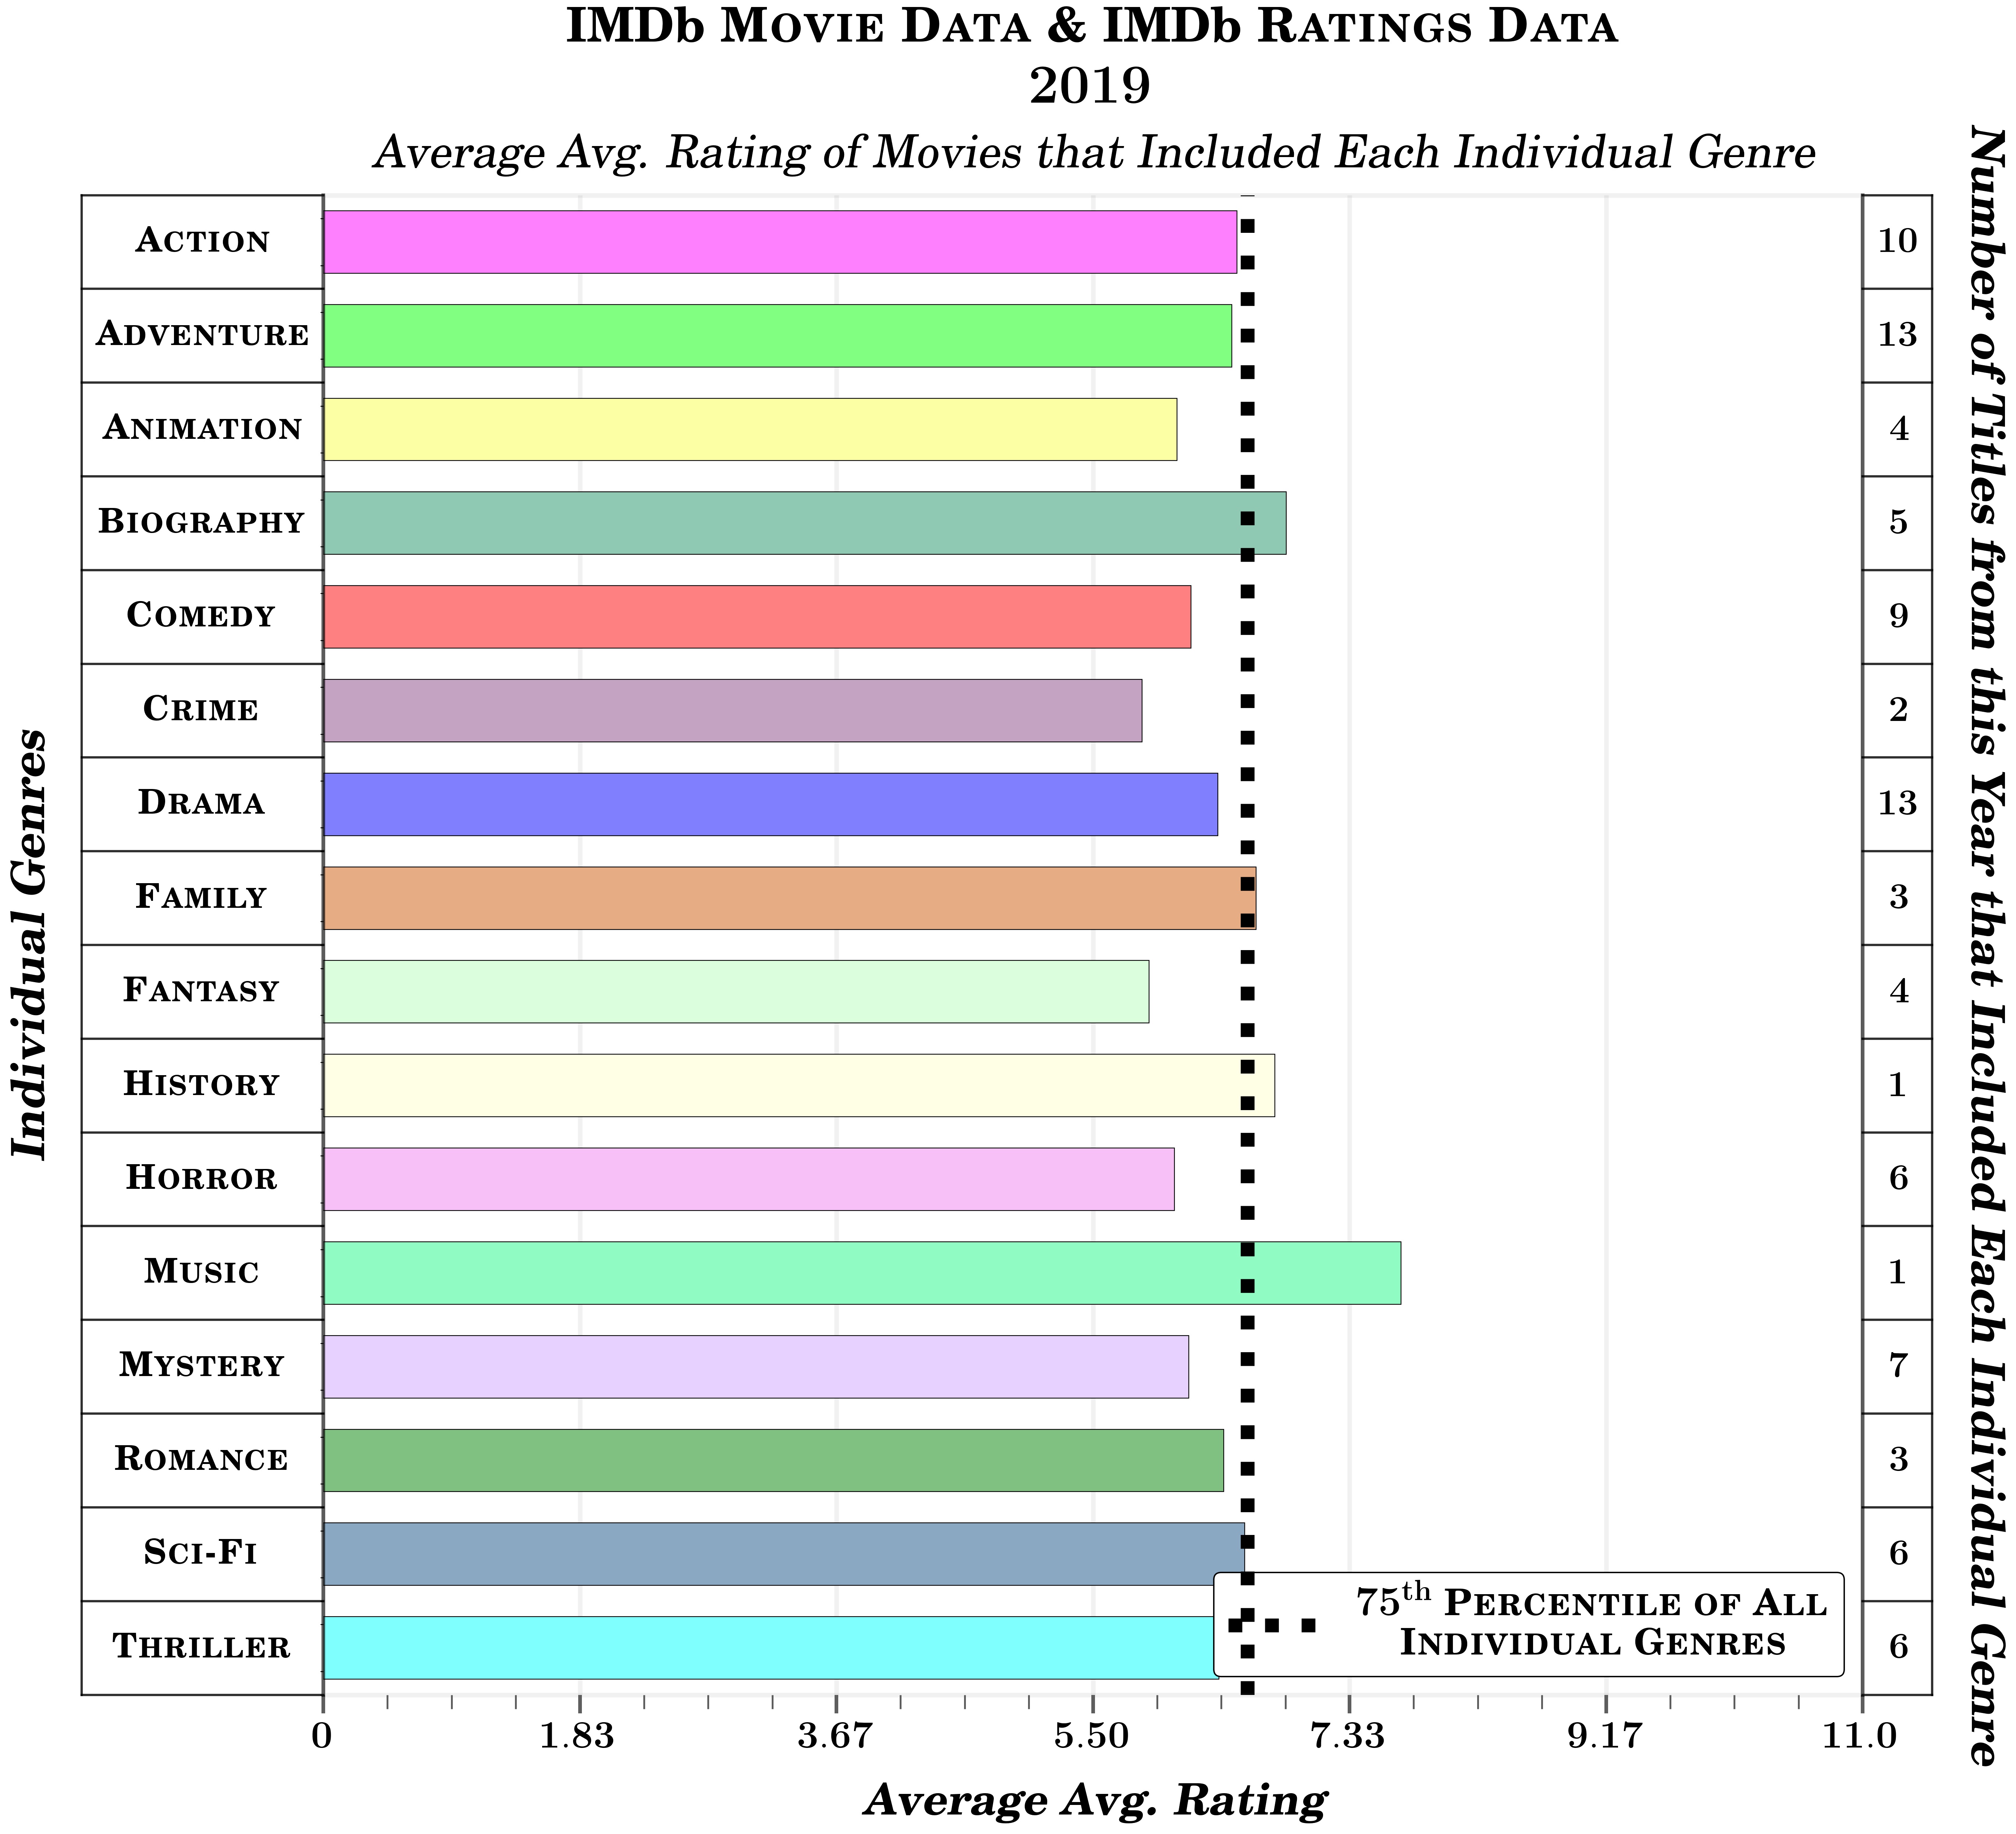 IMDb Movie Data & IMDb Ratings Data
2019
Average Avg. Rating of Movies that Included Each Individual Genre
Individual Genres
Action 10
Adventure 13
Animation 4
Biography 5
Comedy 9
Crime 2
Drama 13
Family 3
Fantasy 4
History 1
Horror 6
Music 1
Mystery 7
Romance 3
Sci-Fi 6
Thriller 6
Number of Titles from this Year that Included Each Individual Genre
75th Percentile of All
Individual Genres
0 1.83 3.67 5.50 7.33 9.17 11.0
Average Avg. Rating